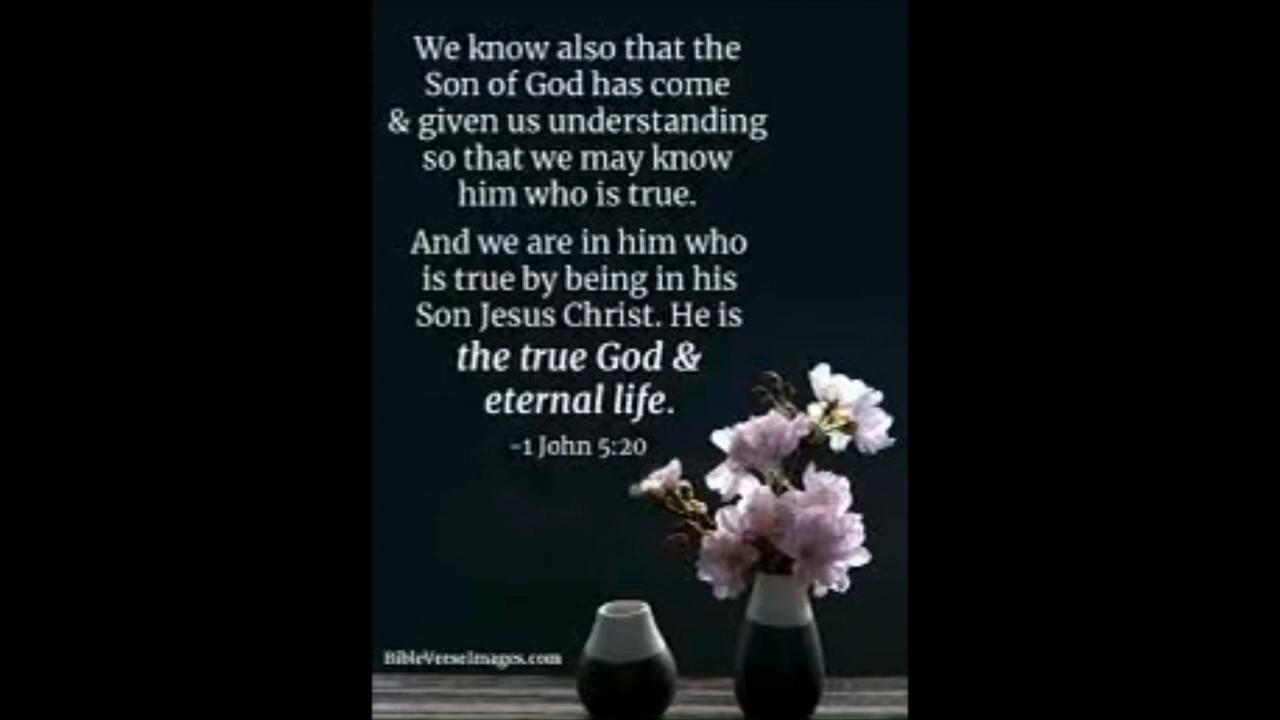 We know also that the
Son of God has come
& given us understanding
so that we may know
him who is true.
And we are in him who
is true by being in his
Son Jesus Christ. He is
the true God &
eternal life.
-1 John 5:20
BibleVerseImages.com